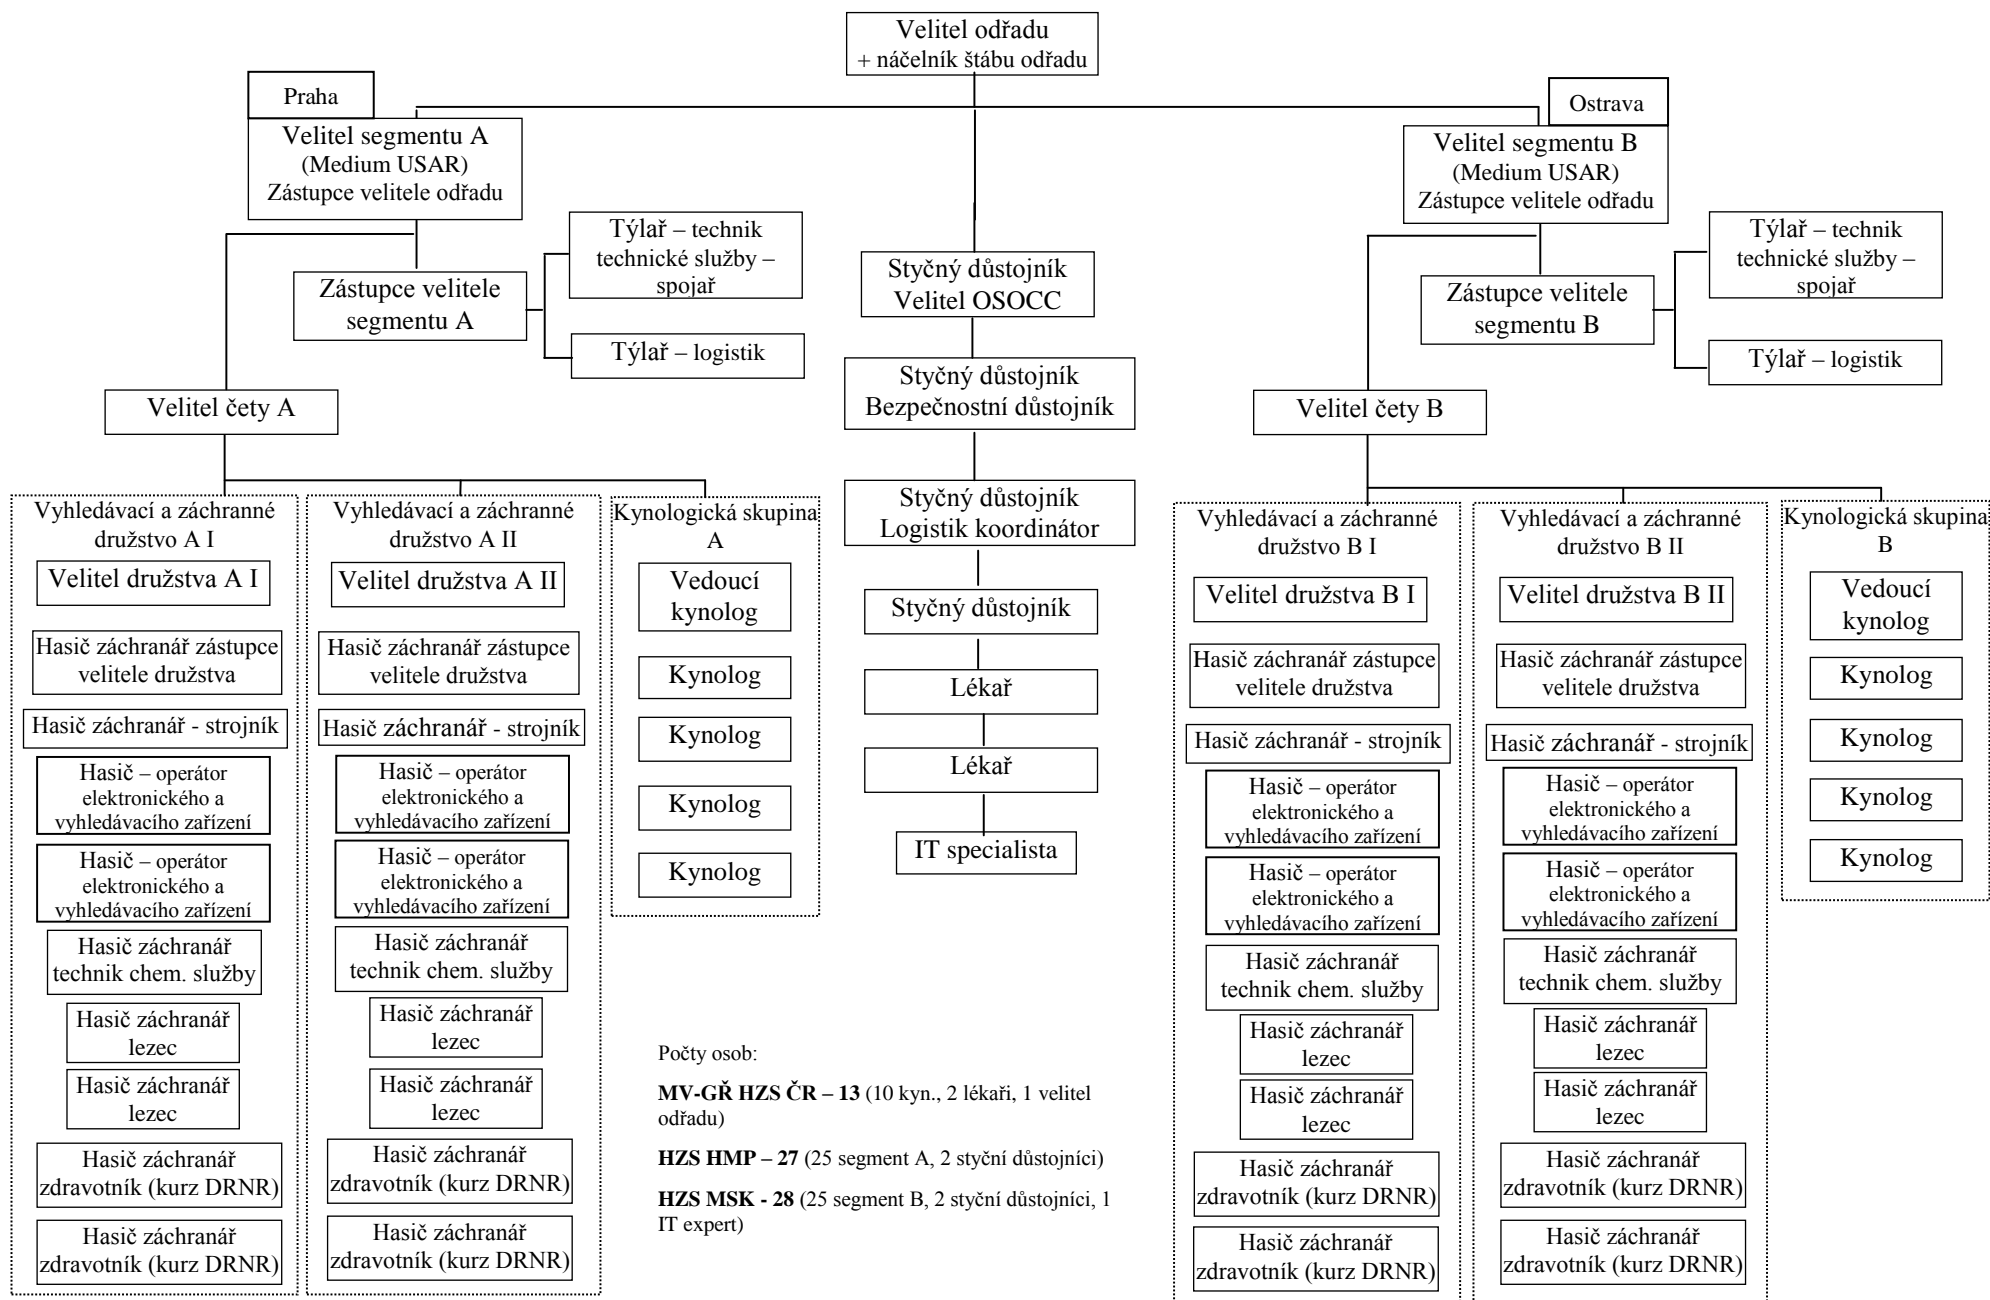 Velitel odřadu
+ náčelník štábu odřadu
Praha
Velitel segmentu A
(Medium USAR)
Zástupce velitele odřadu
Ostrava
Velitel segmentu B
(Medium USAR)
Zástupce velitele odřadu
Týlař – technik
technické služby –
spojař
Zástupce velitele
segmentu A
Týlař – logistik
Styčný důstojník
Velitel OSOCC
Týlař – technik
technické služby –
spojař
Zástupce velitele
segmentu B
Týlař – logistik
Velitel čety A
Styčný důstojník
Bezpečnostní důstojník
Velitel čety B
Styčný důstojník
Logistik koordinátor
Styčný důstojník
Lékař
Lékař
IT specialista
Vyhledávací a záchranné
družstvo A I
Velitel družstva A I
Hasič záchranář zástupce
velitele družstva
Hasič záchranář - strojník
Hasič – operátor
elektronického a
vyhledávacího zařízení
Hasič – operátor
elektronického a
vyhledávacího zařízení
Hasič záchranář
technik chem. služby
Hasič záchranář
lezec
Hasič záchranář
lezec
Hasič záchranář
zdravotník (kurz DRNR)
Hasič záchranář
zdravotník (kurz DRNR)
Vyhledávací a záchranné
družstvo A II
Velitel družstva A II
Hasič záchranář zástupce
velitele družstva
Hasič záchranář - strojník
Hasič – operátor
elektronického a
vyhledávacího zařízení
Hasič – operátor
elektronického a
vyhledávacího zařízení
Hasič záchranář
technik chem. služby
Hasič záchranář
lezec
Hasič záchranář
lezec
Hasič záchranář
zdravotník (kurz DRNR)
Hasič záchranář
zdravotník (kurz DRNR)
Kynologická skupina
A
Vedoucí
kynolog
Kynolog
Kynolog
Kynolog
Kynolog
Počty osob:
MV-GŘ HZS ČR – 13 (10 kyn., 2 lékaři, 1 velitel
odřadu)
HZS HMP – 27 (25 segment A, 2 styční důstojníci)
HZS MSK - 28 (25 segment B, 2 styční důstojníci, 1
IT expert)
Vyhledávací a záchranné
družstvo B I
Velitel družstva B I
Hasič záchranář zástupce
velitele družstva
Hasič záchranář - strojník
Hasič – operátor
elektronického a
vyhledávacího zařízení
Hasič – operátor
elektronického a
vyhledávacího zařízení
Hasič záchranář
technik chem. služby
Hasič záchranář
lezec
Hasič záchranář
lezec
Hasič záchranář
zdravotník (kurz DRNR)
Hasič záchranář
zdravotník (kurz DRNR)
Vyhledávací a záchranné
družstvo B II
Velitel družstva B II
Hasič záchranář zástupce
velitele družstva
Hasič záchranář - strojník
Hasič – operátor
elektronického a
vyhledávacího zařízení
Hasič – operátor
elektronického a
vyhledávacího zařízení
Hasič záchranář
technik chem. služby
Hasič záchranář
lezec
Hasič záchranář
lezec
Hasič záchranář
zdravotník (kurz DRNR)
Hasič záchranář
zdravotník (kurz DRNR)
Kynologická skupina
B
Vedoucí
kynolog
Kynolog
Kynolog
Kynolog
Kynolog